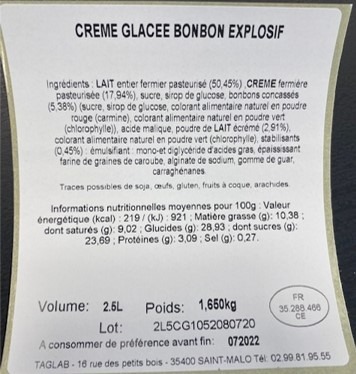 CREME GLACEE BONBON EXPLOSIF
Ingrédients : LAIT entier fermier pasteurisé (50,45%) ,CREME fermière
pasteurisée (17,94%), sucre, sirop de glucose, bonbons concassés
(5,38%) (sucre, sirop de glucose, colorant alimentaire naturel en poudre
rouge (carmine), colorant alimentaire naturel en poudre vert
(chlorophylle)), acide malique, poudre de LAIT écrémé (2,91%),
colorant alimentaire naturel en poudre vert (chlorophylle), stabilisants
(0,45%) : émulsifiant : mono-et diglycéride d'acides gras, épaississant
farine de graines de caroube, alginate de sodium, gomme de guar,
carraghénanes.
Traces possibles de soja, œufs, gluten, fruits à coque, arachides.
Informations nutritionnelles moyennes pour 100g : Valeur
énergétique (kcal) : 219 / (kJ) : 921 ; Matière grasse (g): 10,38 ;
dont saturés (g): 9,02 ; Glucides (g): 28,93 ; dont sucres (g):
23,69 ; Protéines (g): 3,09 ; Sel (g): 0,27.
Volume: 2.5L Poids: 1,650kg
FR
35.288.466
CE
Lot: 2L5CG1052080720
A consommer de préférence avant fin: 072022
TAGLAB - 16 rue des petits bois - 35400 SAINT-MALO Tél: 02.99.81.95.55